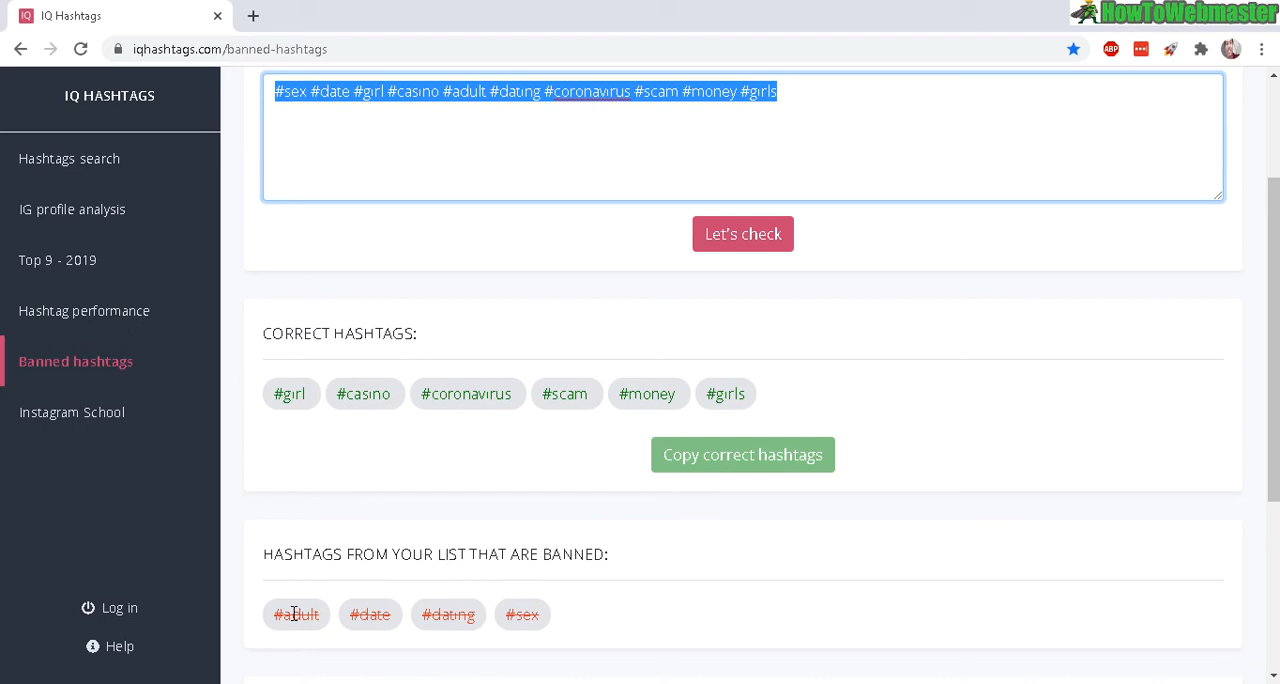 IQ IQ Hashtags
HowToWebmaster
iqhashtags.com/banned-hashtags
ABP
IQ HASHTAGS
Hashtags search
IG profile analysis
Top 9 - 2019
Hashtag performance
Banned hashtags
Instagram School
Log in
Help
#sex #date #girl #casino #adult #dating #coronavirus #scam #money #girls
Let's check
CORRECT HASHTAGS:
#girl #casino #coronavirus #scam #money #girls
Copy correct hashtags
HASHTAGS FROM YOUR LIST THAT ARE BANNED:
#adult #date #dating #sex